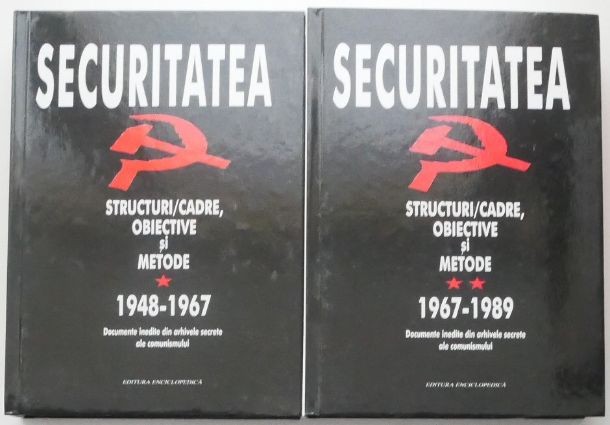 SECURITATEA
STRUCTURI/CADRE,
OBIECTIVE
și
METODE
1948-1967
Documente inedite din arhivele secrete
ale comunismului
EDITURA ENCICLOPEDICĂ
SECURITATEA
STRUCTURI/CADRE,
OBIECTIVE
și
METODE
1967-1989
Documente inedite din arhivele secrete
ale comunismului
EDITURA ENCICLOPEDICĂ